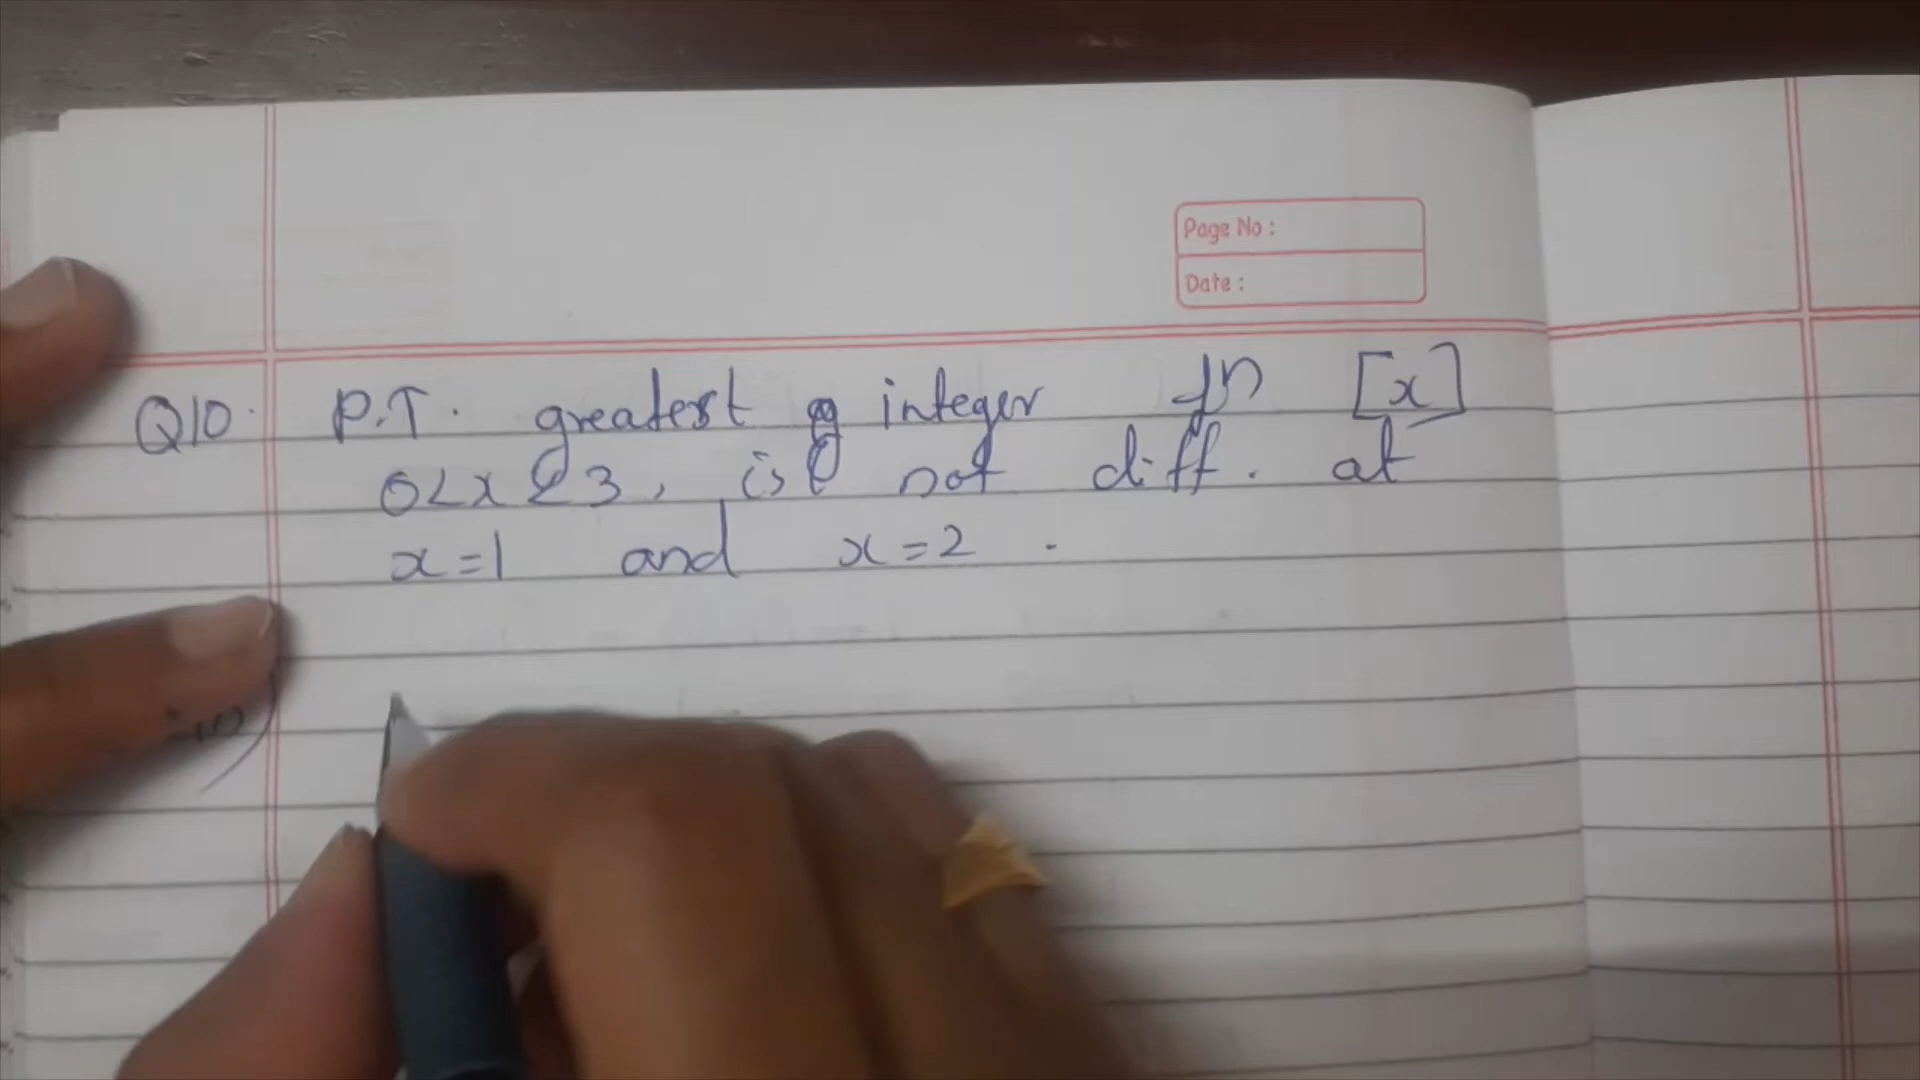 Page No :
Date :
Q10. P.T. greatest integer fn [x]
0<x<3, is not diff. at
x=1 and x=2 .